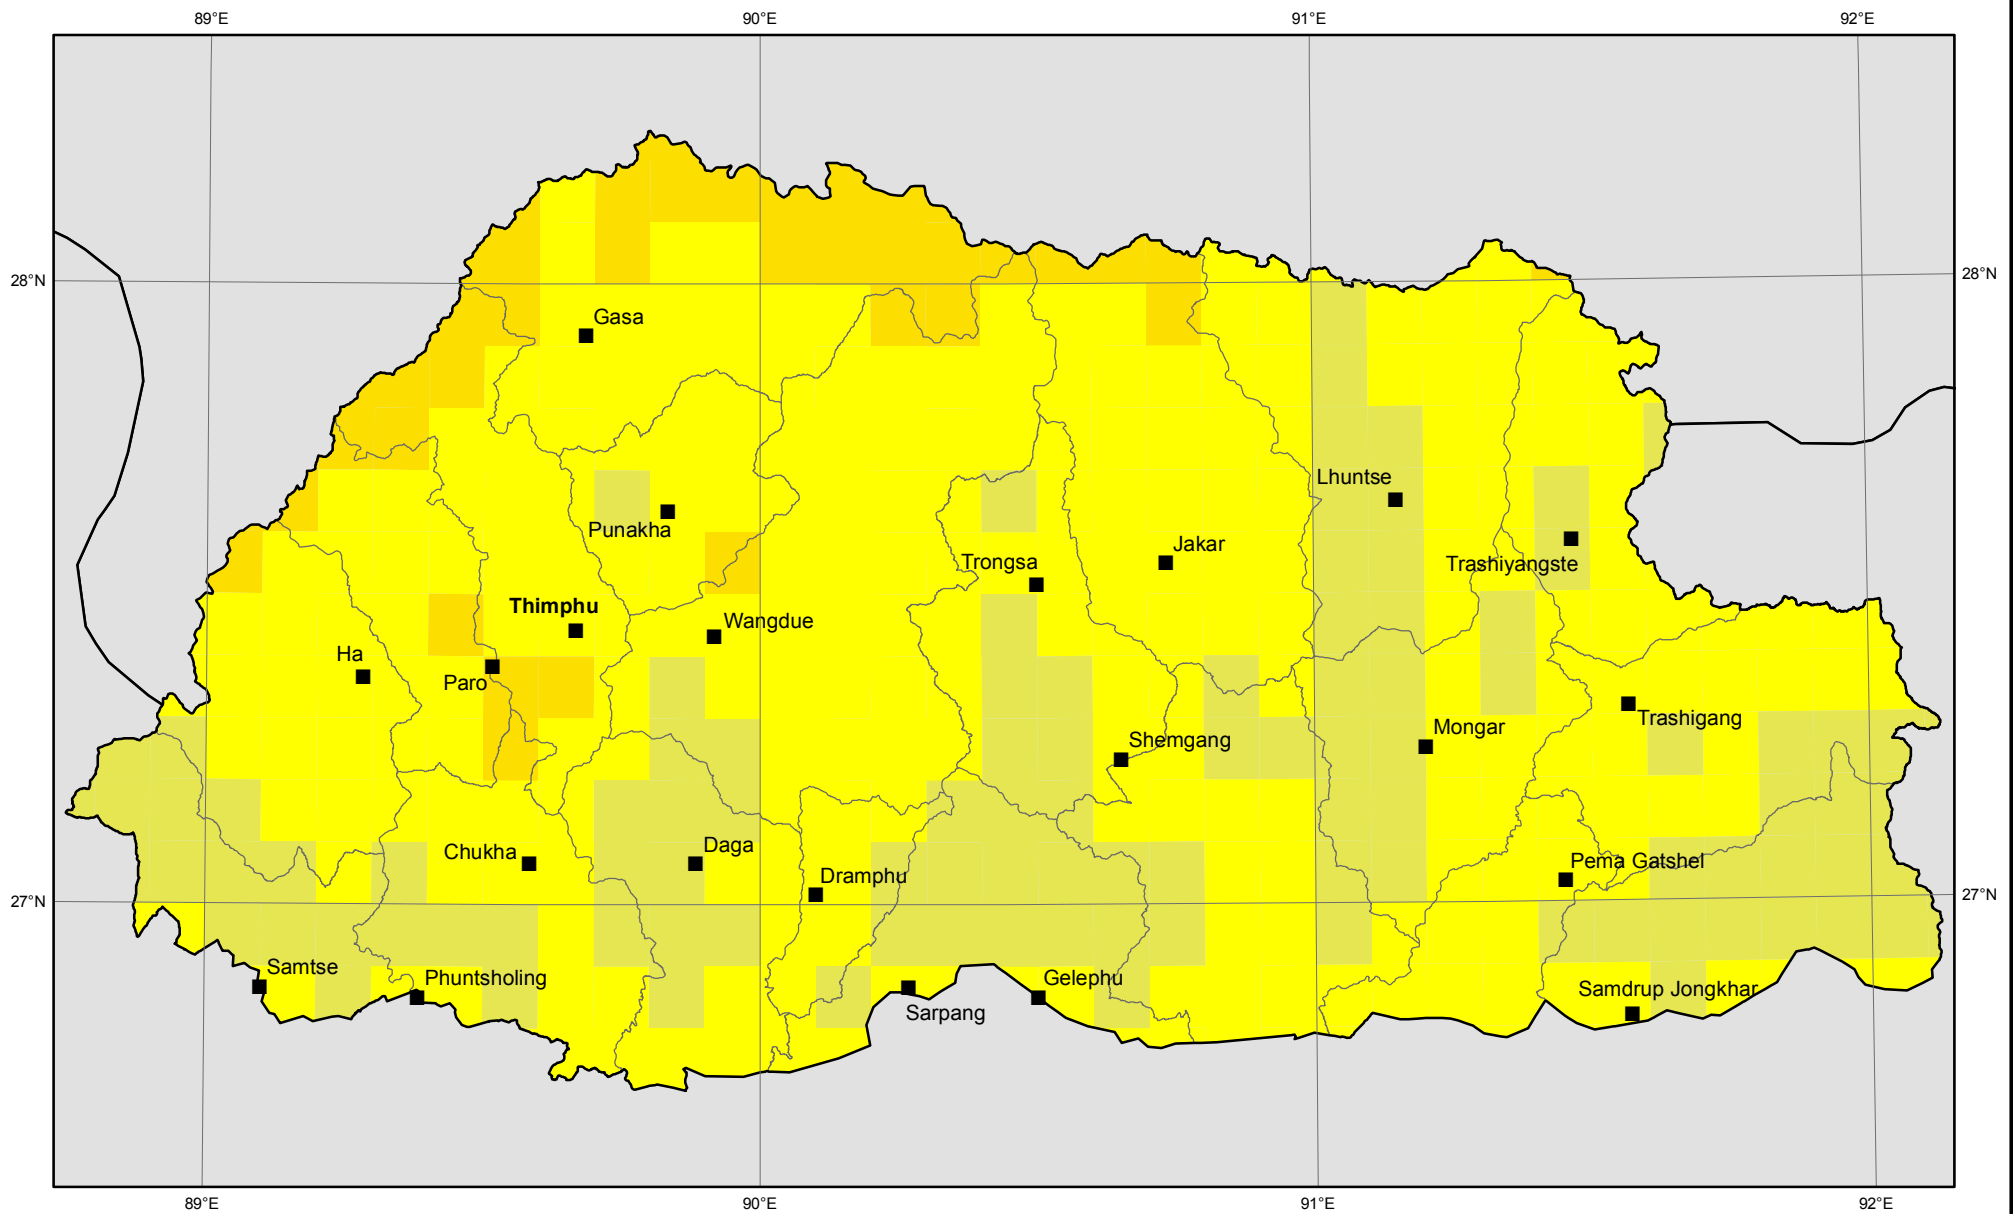 89°E
90°E
91°E
92°E
28°N
28°N
Gasa
Lhuntse
Punakha
Jakar
Trongsa
Trashiyangste
Thimphu
Wangdue
Ha
Paro
Trashigang
Mongar
Shemgang
Daga
Chukha
Pema Gatshel
Dramphu
27°N
27°N
Samtse
Phuntsholing
Gelephu
Samdrup Jongkhar
Sarpang
89°E
90°E
91°E
92°E